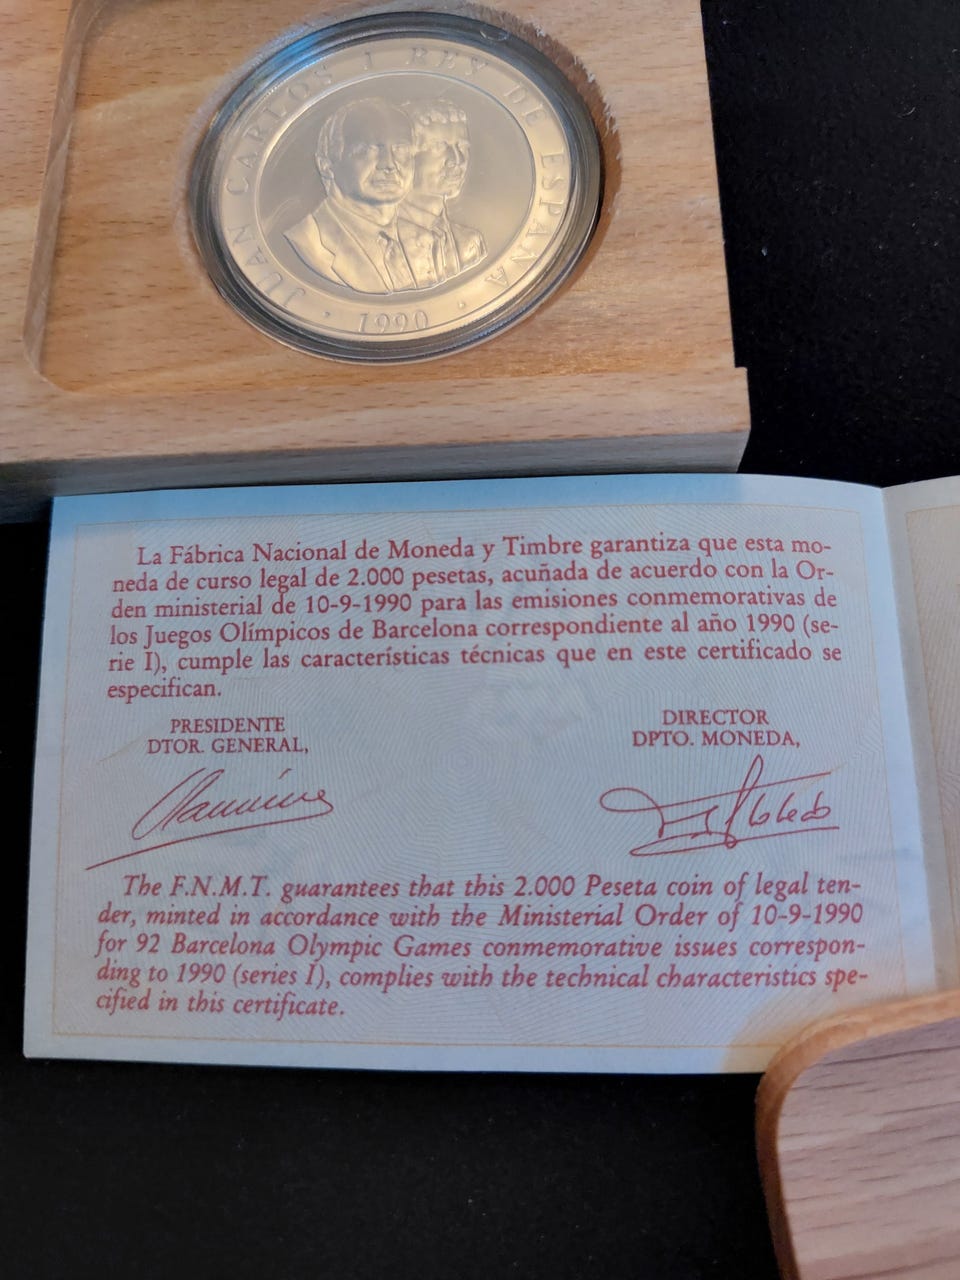 JUAN CARLOS I REY DE ESPAÑA
· 1990 ·
La Fábrica Nacional de Moneda y Timbre garantiza que esta mo-
neda de curso legal de 2.000 pesetas, acuñada de acuerdo con la Or-
den ministerial de 10-9-1990 para las emisiones conmemorativas de
los Juegos Olímpicos de Barcelona correspondiente al año 1990 (se-
rie I), cumple las características técnicas que en este certificado se
especifican.
PRESIDENTE
DTOR. GENERAL,
DIRECTOR
DPTO. MONEDA,
The F.N.M.T. guarantees that this 2.000 Peseta coin of legal ten-
der, minted in accordance with the Ministerial Order of 10-9-1990
for 92 Barcelona Olympic Games conmemorative issues correspon-
ding to 1990 (series I), complies with the technical characteristics spe-
cified in this certificate.